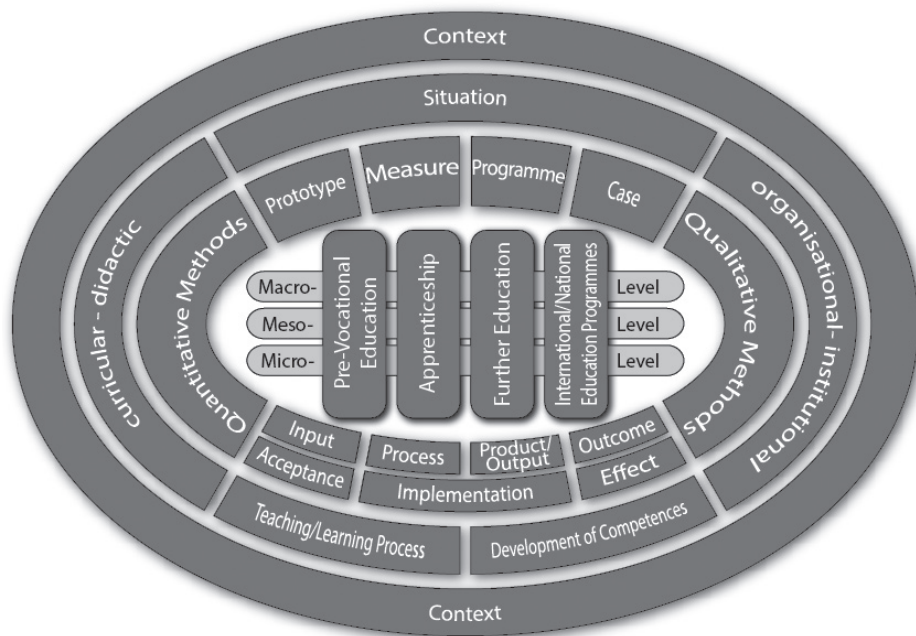 Context
Situation
Prototype
Measure
Programme
Case
curricular - didactic
Quantitative Methods
Qualitative Methods
organisational- institutional
Macro-
Level
Meso-
Level
Micro-
Level
Pre-Vocational
Education
Apprenticeship
Further Education
International/National
Education Programmes
Input
Process
Product/
Output
Outcome
Acceptance
Implementation
Effect
Teaching/Learning Process
Development of Competences
Context